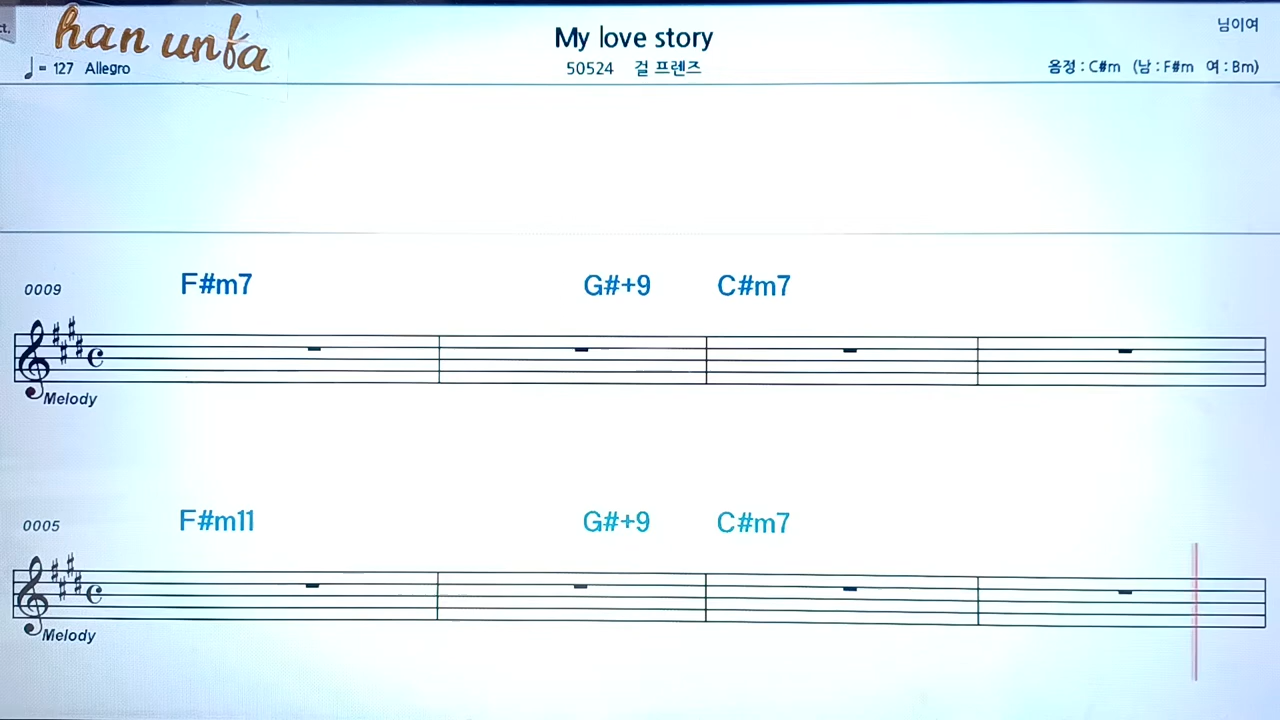 ct.
han unfa
My love story
님이여
♩= 127 Allegro
50524 걸 프렌즈
음정 : C#m (남 : F#m 여 : Bm)
0009
F#m7 G#+9 C#m7
Melody
0005
F#m11 G#+9 C#m7
Melody